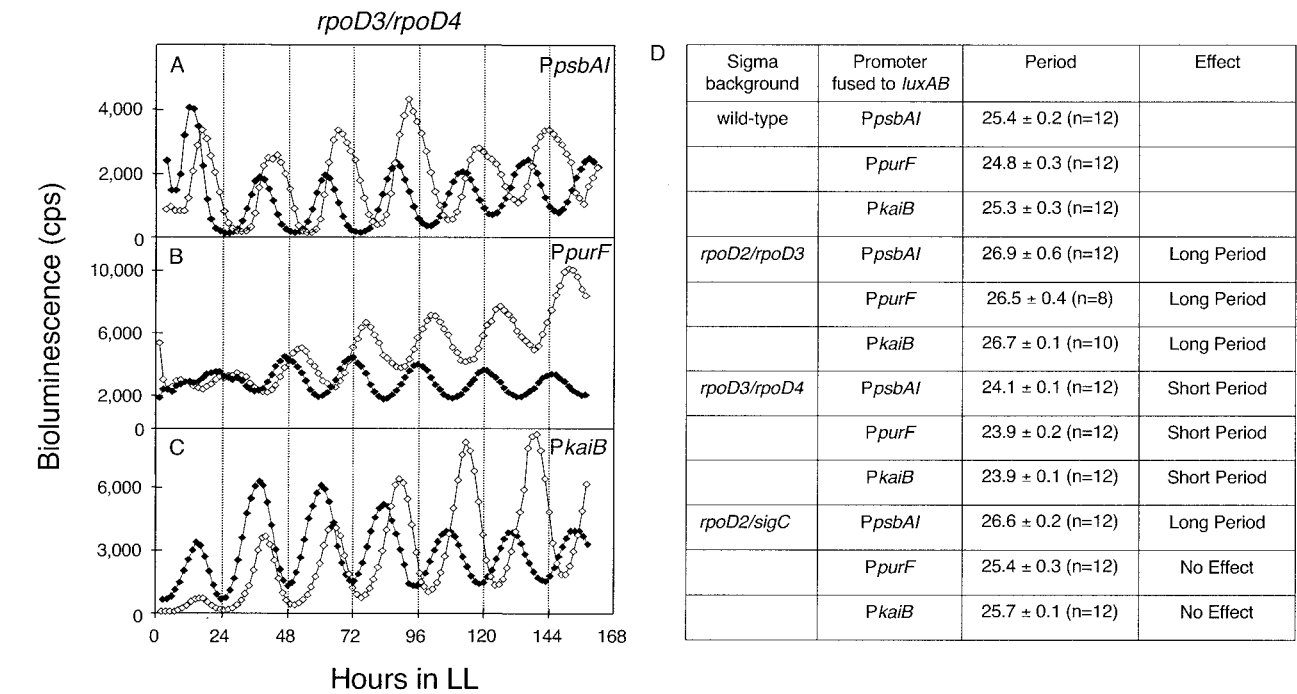 rpoD3/rpoD4
Bioluminescence (cps)
A
PpsbAI
4,000
2,000
0
B
PpurF
10,000
6,000
2,000
0
C
PkaiB
6,000
3,000
0
0 24 48 72 96 120 144 168
Hours in LL
D
Sigma background Promoter fused to luxAB Period Effect
wild-type PpsbAI 25.4 ± 0.2 (n=12)
PpurF 24.8 ± 0.3 (n=12)
PkaiB 25.3 ± 0.3 (n=12)
rpoD2/rpoD3 PpsbAI 26.9 ± 0.6 (n=12) Long Period
PpurF 26.5 ± 0.4 (n=8) Long Period
PkaiB 26.7 ± 0.1 (n=10) Long Period
rpoD3/rpoD4 PpsbAI 24.1 ± 0.1 (n=12) Short Period
PpurF 23.9 ± 0.2 (n=12) Short Period
PkaiB 23.9 ± 0.1 (n=12) Short Period
rpoD2/sigC PpsbAI 26.6 ± 0.2 (n=12) Long Period
PpurF 25.4 ± 0.3 (n=12) No Effect
PkaiB 25.7 ± 0.1 (n=12) No Effect